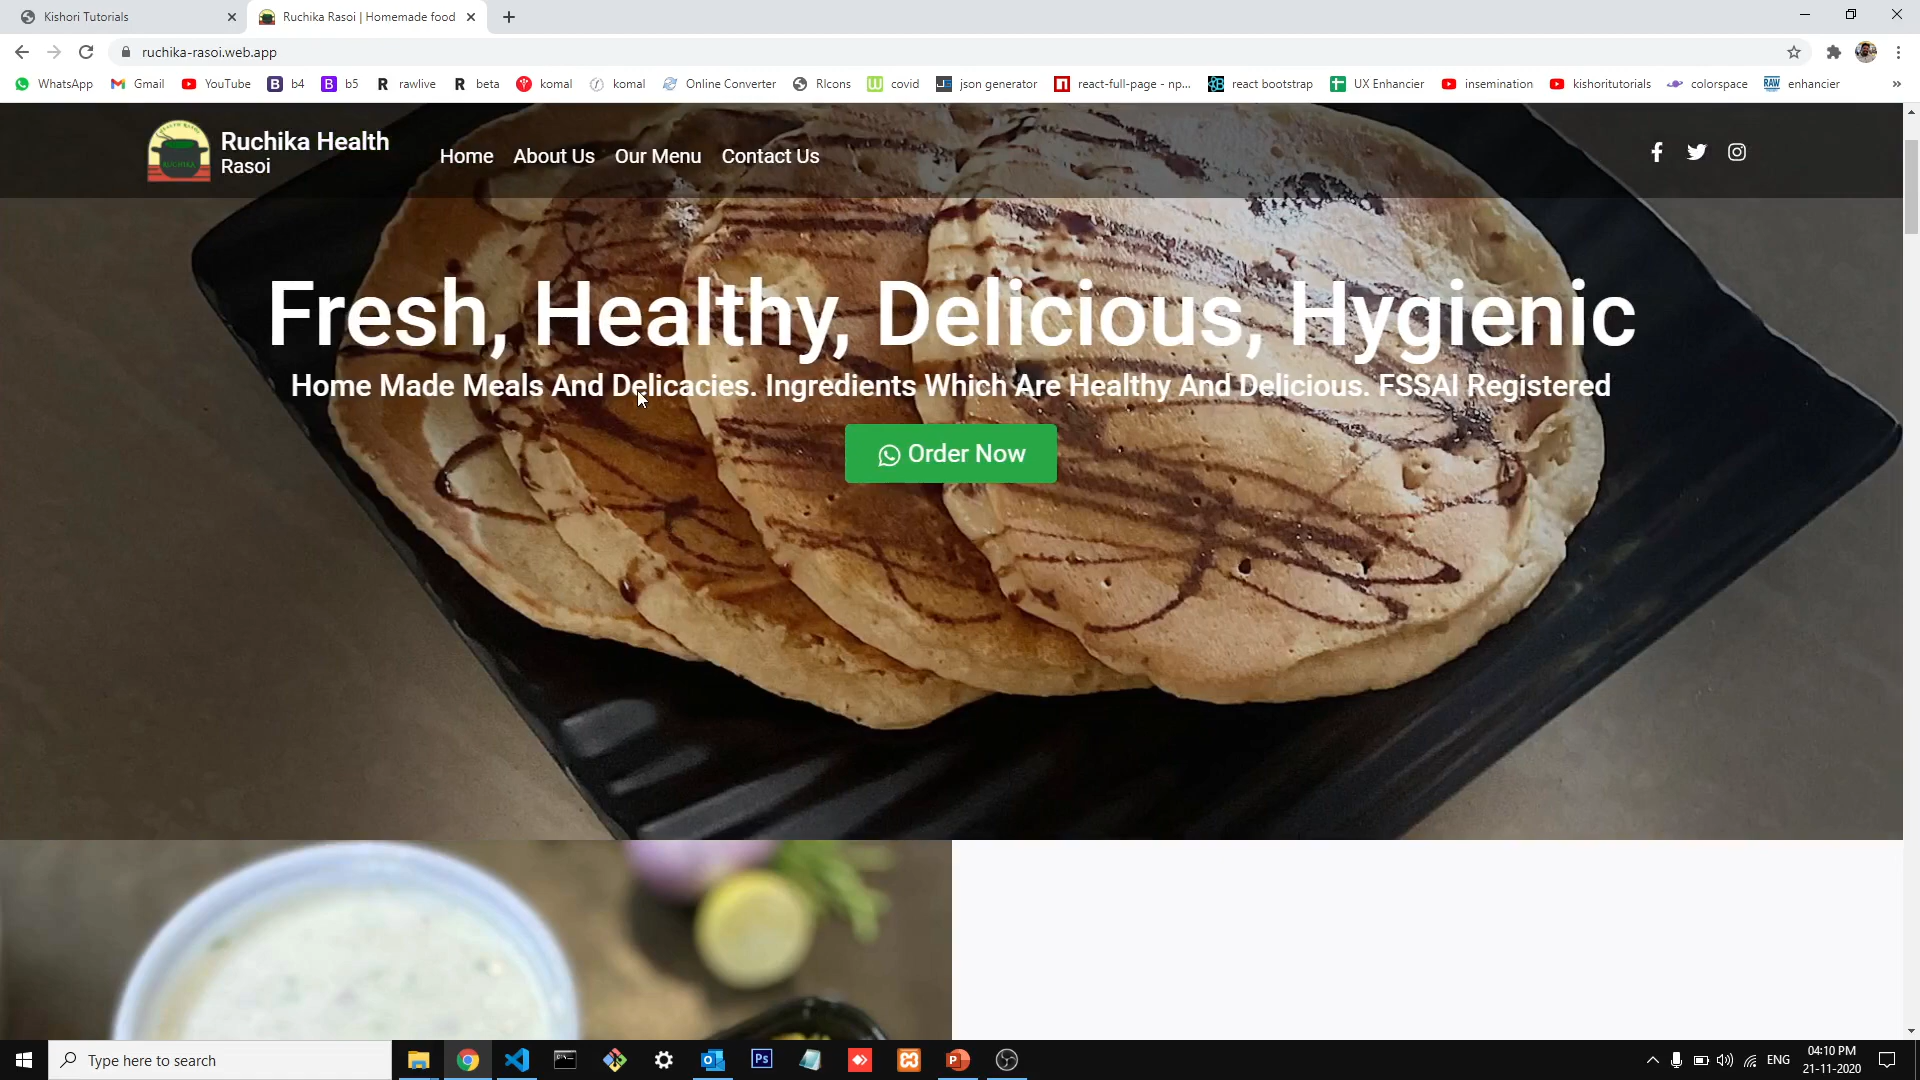 Kishori Tutorials
Ruchika Rasoi | Homemade food
ruchika-rasoi.web.app
WhatsApp Gmail YouTube b4 b5 rawlive beta komal komal Online Converter RIcons covid json generator react-full-page - np... react bootstrap UX Enhancier insemination kishoritutorials colorspace enhancier
Ruchika Health
Rasoi
Home About Us Our Menu Contact Us
Fresh, Healthy, Delicious, Hygienic
Home Made Meals And Delicacies. Ingredients Which Are Healthy And Delicious. FSSAI Registered
Order Now
Type here to search
ENG
04:10 PM
21-11-2020